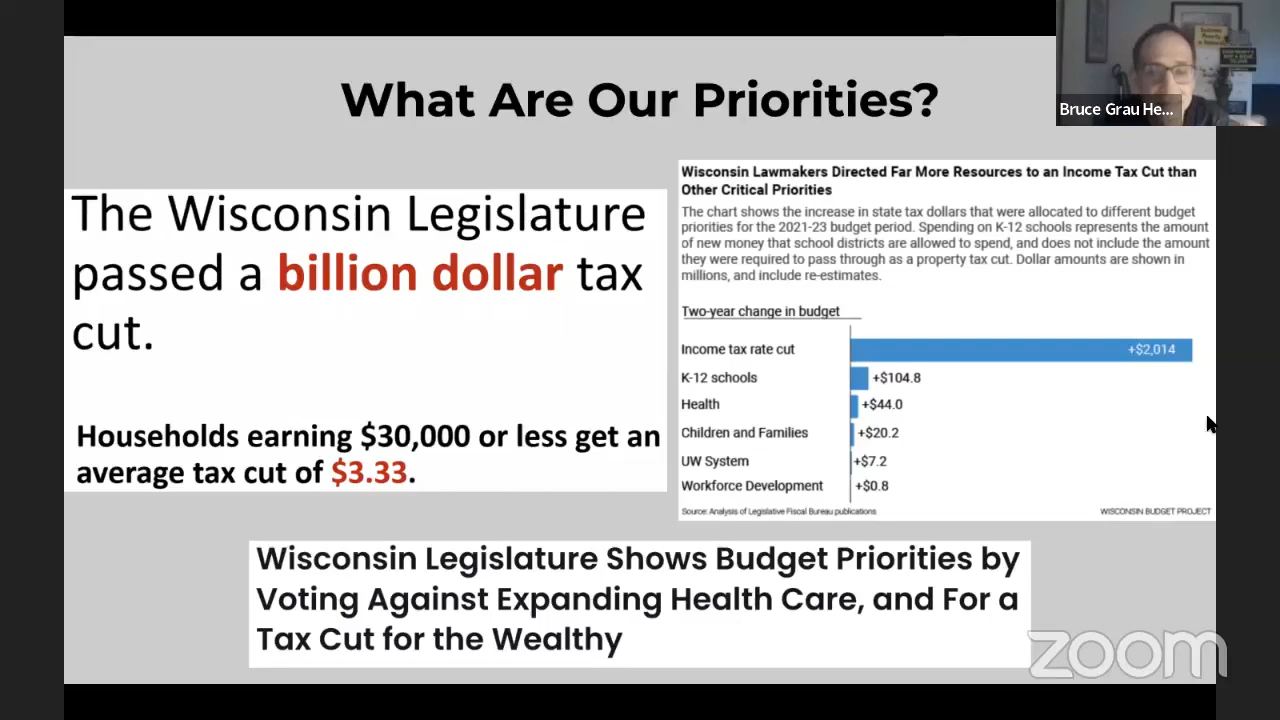 What Are Our Priorities?
Bruce Grau He...
The Wisconsin Legislature
passed a billion dollar tax
cut.
Households earning $30,000 or less get an
average tax cut of $3.33.
Wisconsin Lawmakers Directed Far More Resources to an Income Tax Cut than
Other Critical Priorities
The chart shows the increase in state tax dollars that were allocated to different budget
priorities for the 2021-23 budget period. Spending on K-12 schools represents the amount
of new money that school districts are allowed to spend, and does not include the amount
they were required to pass through as a property tax cut. Dollar amounts are shown in
millions, and include re-estimates.
Two-year change in budget
Income tax rate cut +$2,014
K-12 schools +$104.8
Health +$44.0
Children and Families +$20.2
UW System +$7.2
Workforce Development +$0.8
Source: Analysis of Legislative Fiscal Bureau publications WISCONSIN BUDGET PROJECT
Wisconsin Legislature Shows Budget Priorities by
Voting Against Expanding Health Care, and For a
Tax Cut for the Wealthy
zoom